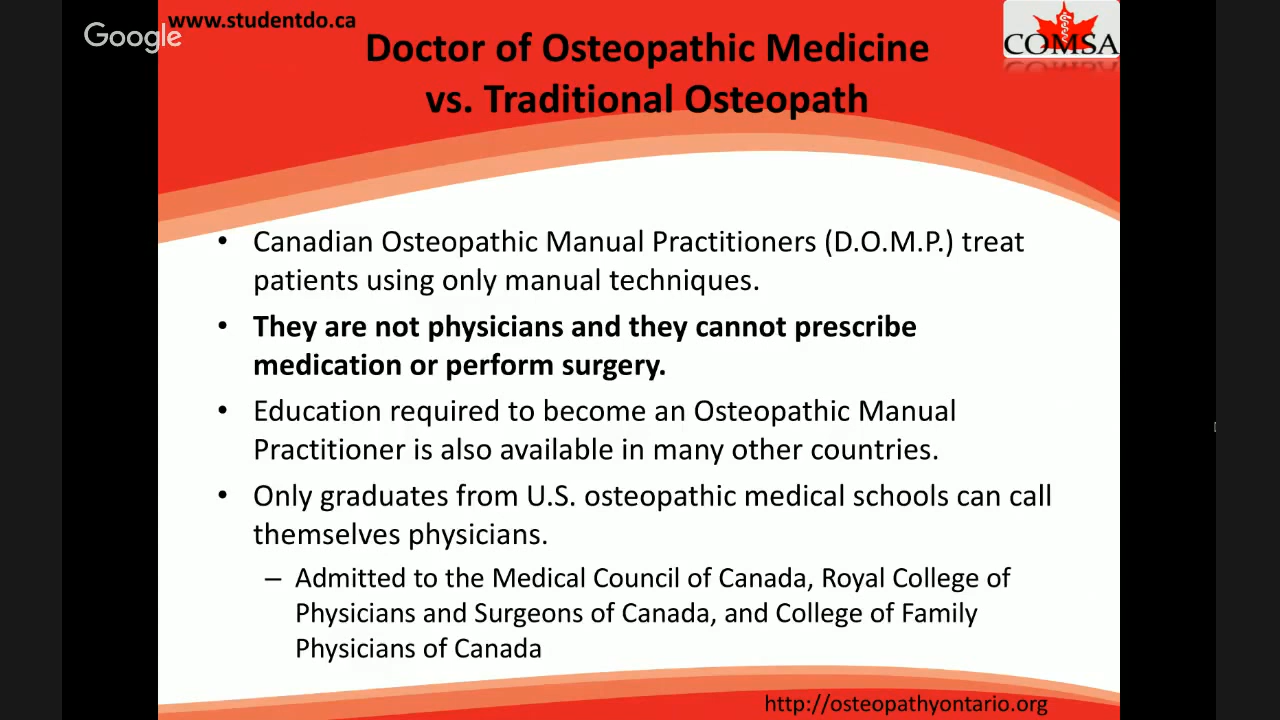 www.studentdo.ca
Google
COMSA
Doctor of Osteopathic Medicine
vs. Traditional Osteopath
• Canadian Osteopathic Manual Practitioners (D.O.M.P.) treat
patients using only manual techniques.
• They are not physicians and they cannot prescribe
medication or perform surgery.
• Education required to become an Osteopathic Manual
Practitioner is also available in many other countries.
• Only graduates from U.S. osteopathic medical schools can call
themselves physicians.
– Admitted to the Medical Council of Canada, Royal College of
Physicians and Surgeons of Canada, and College of Family
Physicians of Canada
http://osteopathyontario.org